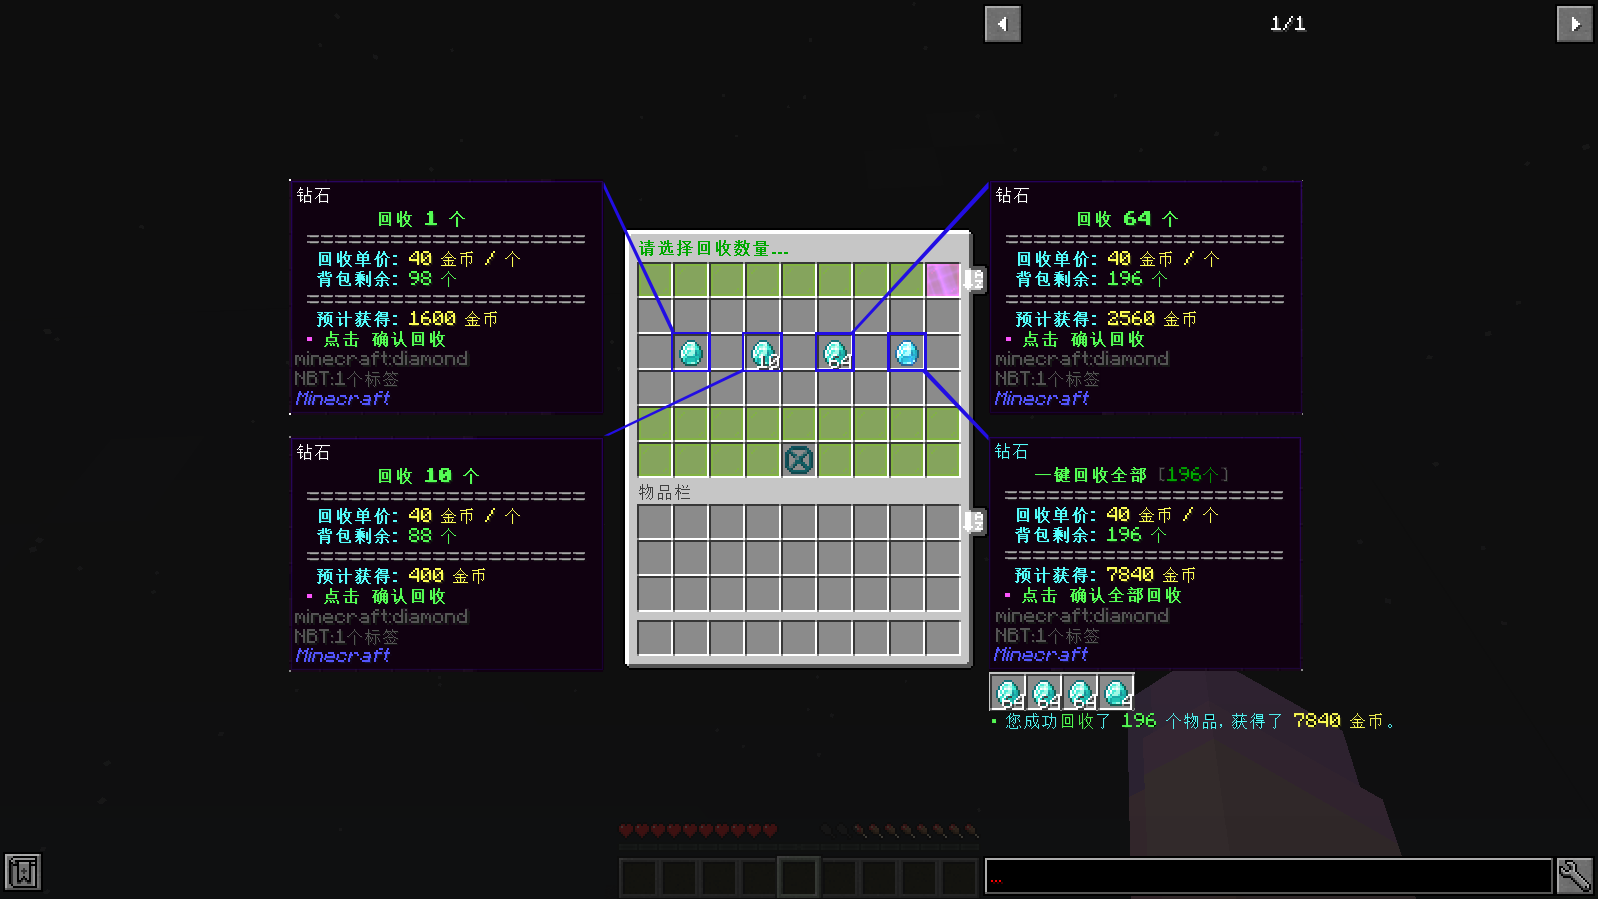 1/1
钻石
回收 1 个
====================
回收单价: 40 金币 / 个
背包剩余: 98 个
====================
预计获得: 1600 金币
▪ 点击 确认回收
minecraft:diamond
NBT:1个标签
Minecraft
钻石
回收 10 个
====================
回收单价: 40 金币 / 个
背包剩余: 88 个
====================
预计获得: 400 金币
▪ 点击 确认回收
minecraft:diamond
NBT:1个标签
Minecraft
请选择回收数量...
10
64
物品栏
钻石
回收 64 个
====================
回收单价: 40 金币 / 个
背包剩余: 196 个
====================
预计获得: 2560 金币
▪ 点击 确认回收
minecraft:diamond
NBT:1个标签
Minecraft
钻石
一键回收全部 [196个]
====================
回收单价: 40 金币 / 个
背包剩余: 196 个
====================
预计获得: 7840 金币
▪ 点击 确认全部回收
minecraft:diamond
NBT:1个标签
Minecraft
64 64 64 4
▪ 您成功回收了 196 个物品, 获得了 7840 金币。
...